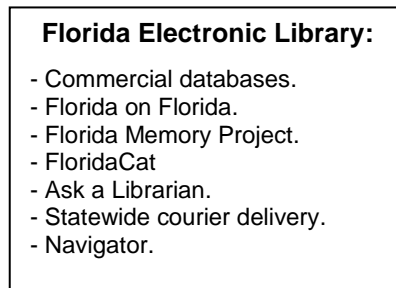 Florida Electronic Library:
- Commercial databases.
- Florida on Florida.
- Florida Memory Project.
- FloridaCat
- Ask a Librarian.
- Statewide courier delivery.
- Navigator.